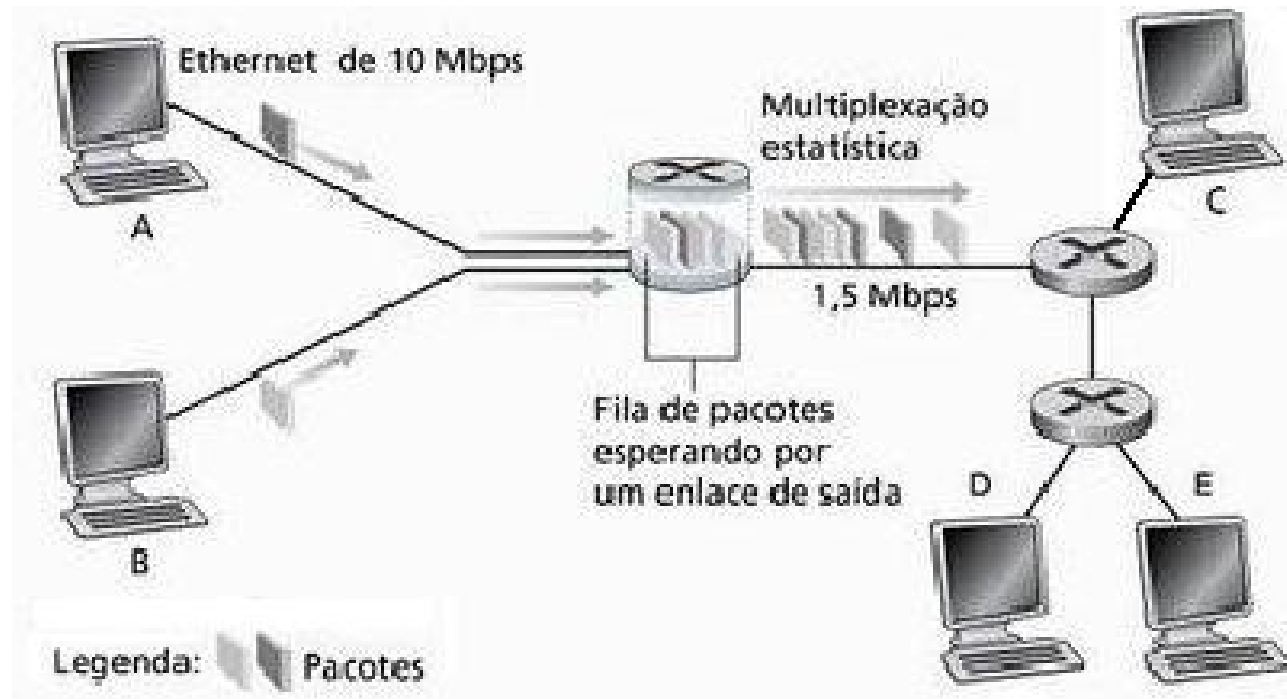 Ethernet de 10 Mbps
A
Multiplexação
estatística
C
1,5 Mbps
Fila de pacotes
esperando por
um enlace de saída
B
D
E
Legenda: Pacotes